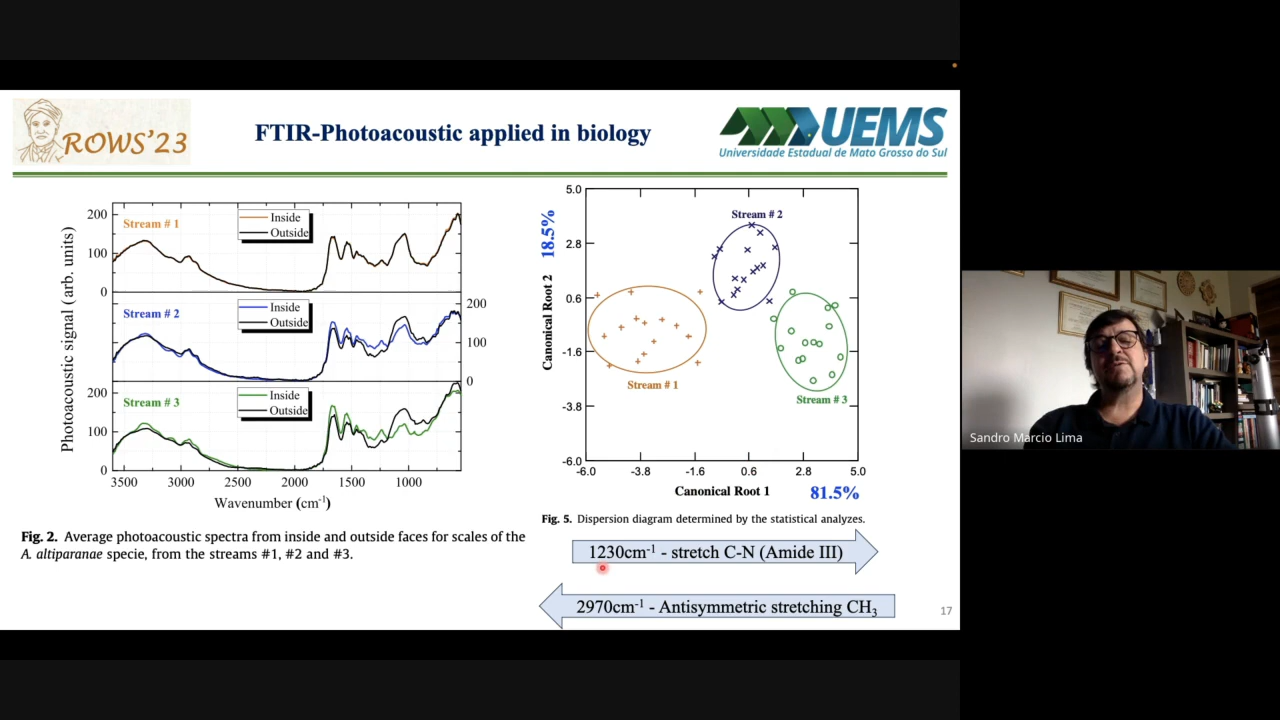 ROWS'23
FTIR-Photoacoustic applied in biology
UEMS
Universidade Estadual de Mato Grosso do Sul
Photoacoustic signal (arb. units)
200
100
0
Stream # 1
Inside
Outside
Stream # 2
Inside
Outside
200
100
0
200
100
0
Stream # 3
Inside
Outside
3500 3000 2500 2000 1500 1000
Wavenumber (cm-1)
Fig. 2. Average photoacoustic spectra from inside and outside faces for scales of the
A. altiparanae specie, from the streams #1, #2 and #3.
18.5%
Canonical Root 2
5.0
2.8
0.6
-1.6
-3.8
-6.0
Stream # 2
Stream # 1
Stream # 3
-6.0 -3.8 -1.6 0.6 2.8 5.0
Canonical Root 1
81.5%
Fig. 5. Dispersion diagram determined by the statistical analyzes.
1230cm-1 - stretch C-N (Amide III)
2970cm-1 - Antisymmetric stretching CH3
17
Sandro Marcio Lima